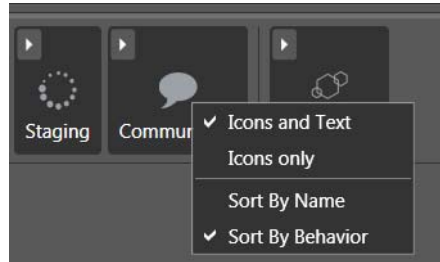 Staging
Commun
Icons and Text
Icons only
Sort By Name
Sort By Behavior